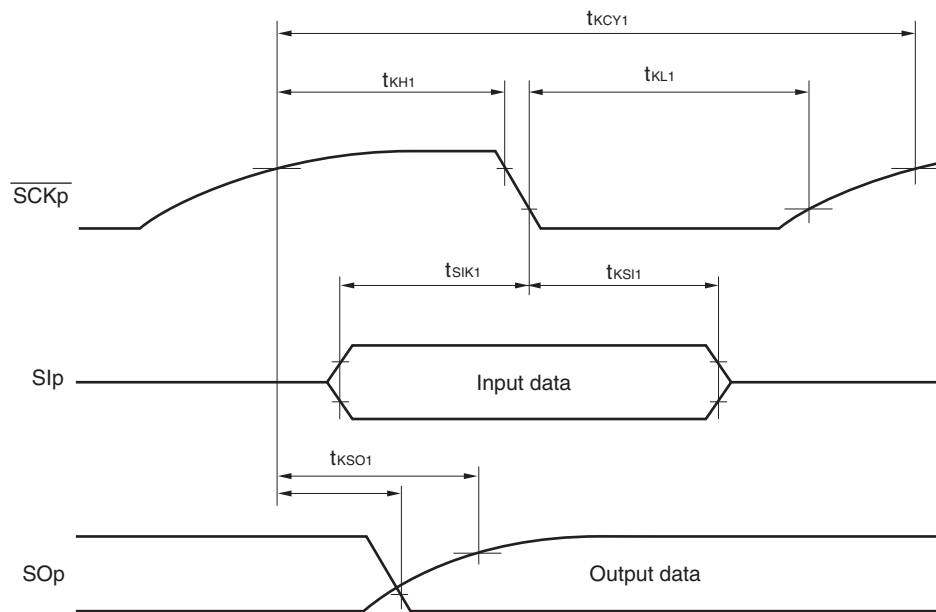 tKCY1
tKH1
tKL1
SCKp
tSIK1
tKSI1
SIp
Input data
tKSO1
SOp
Output data